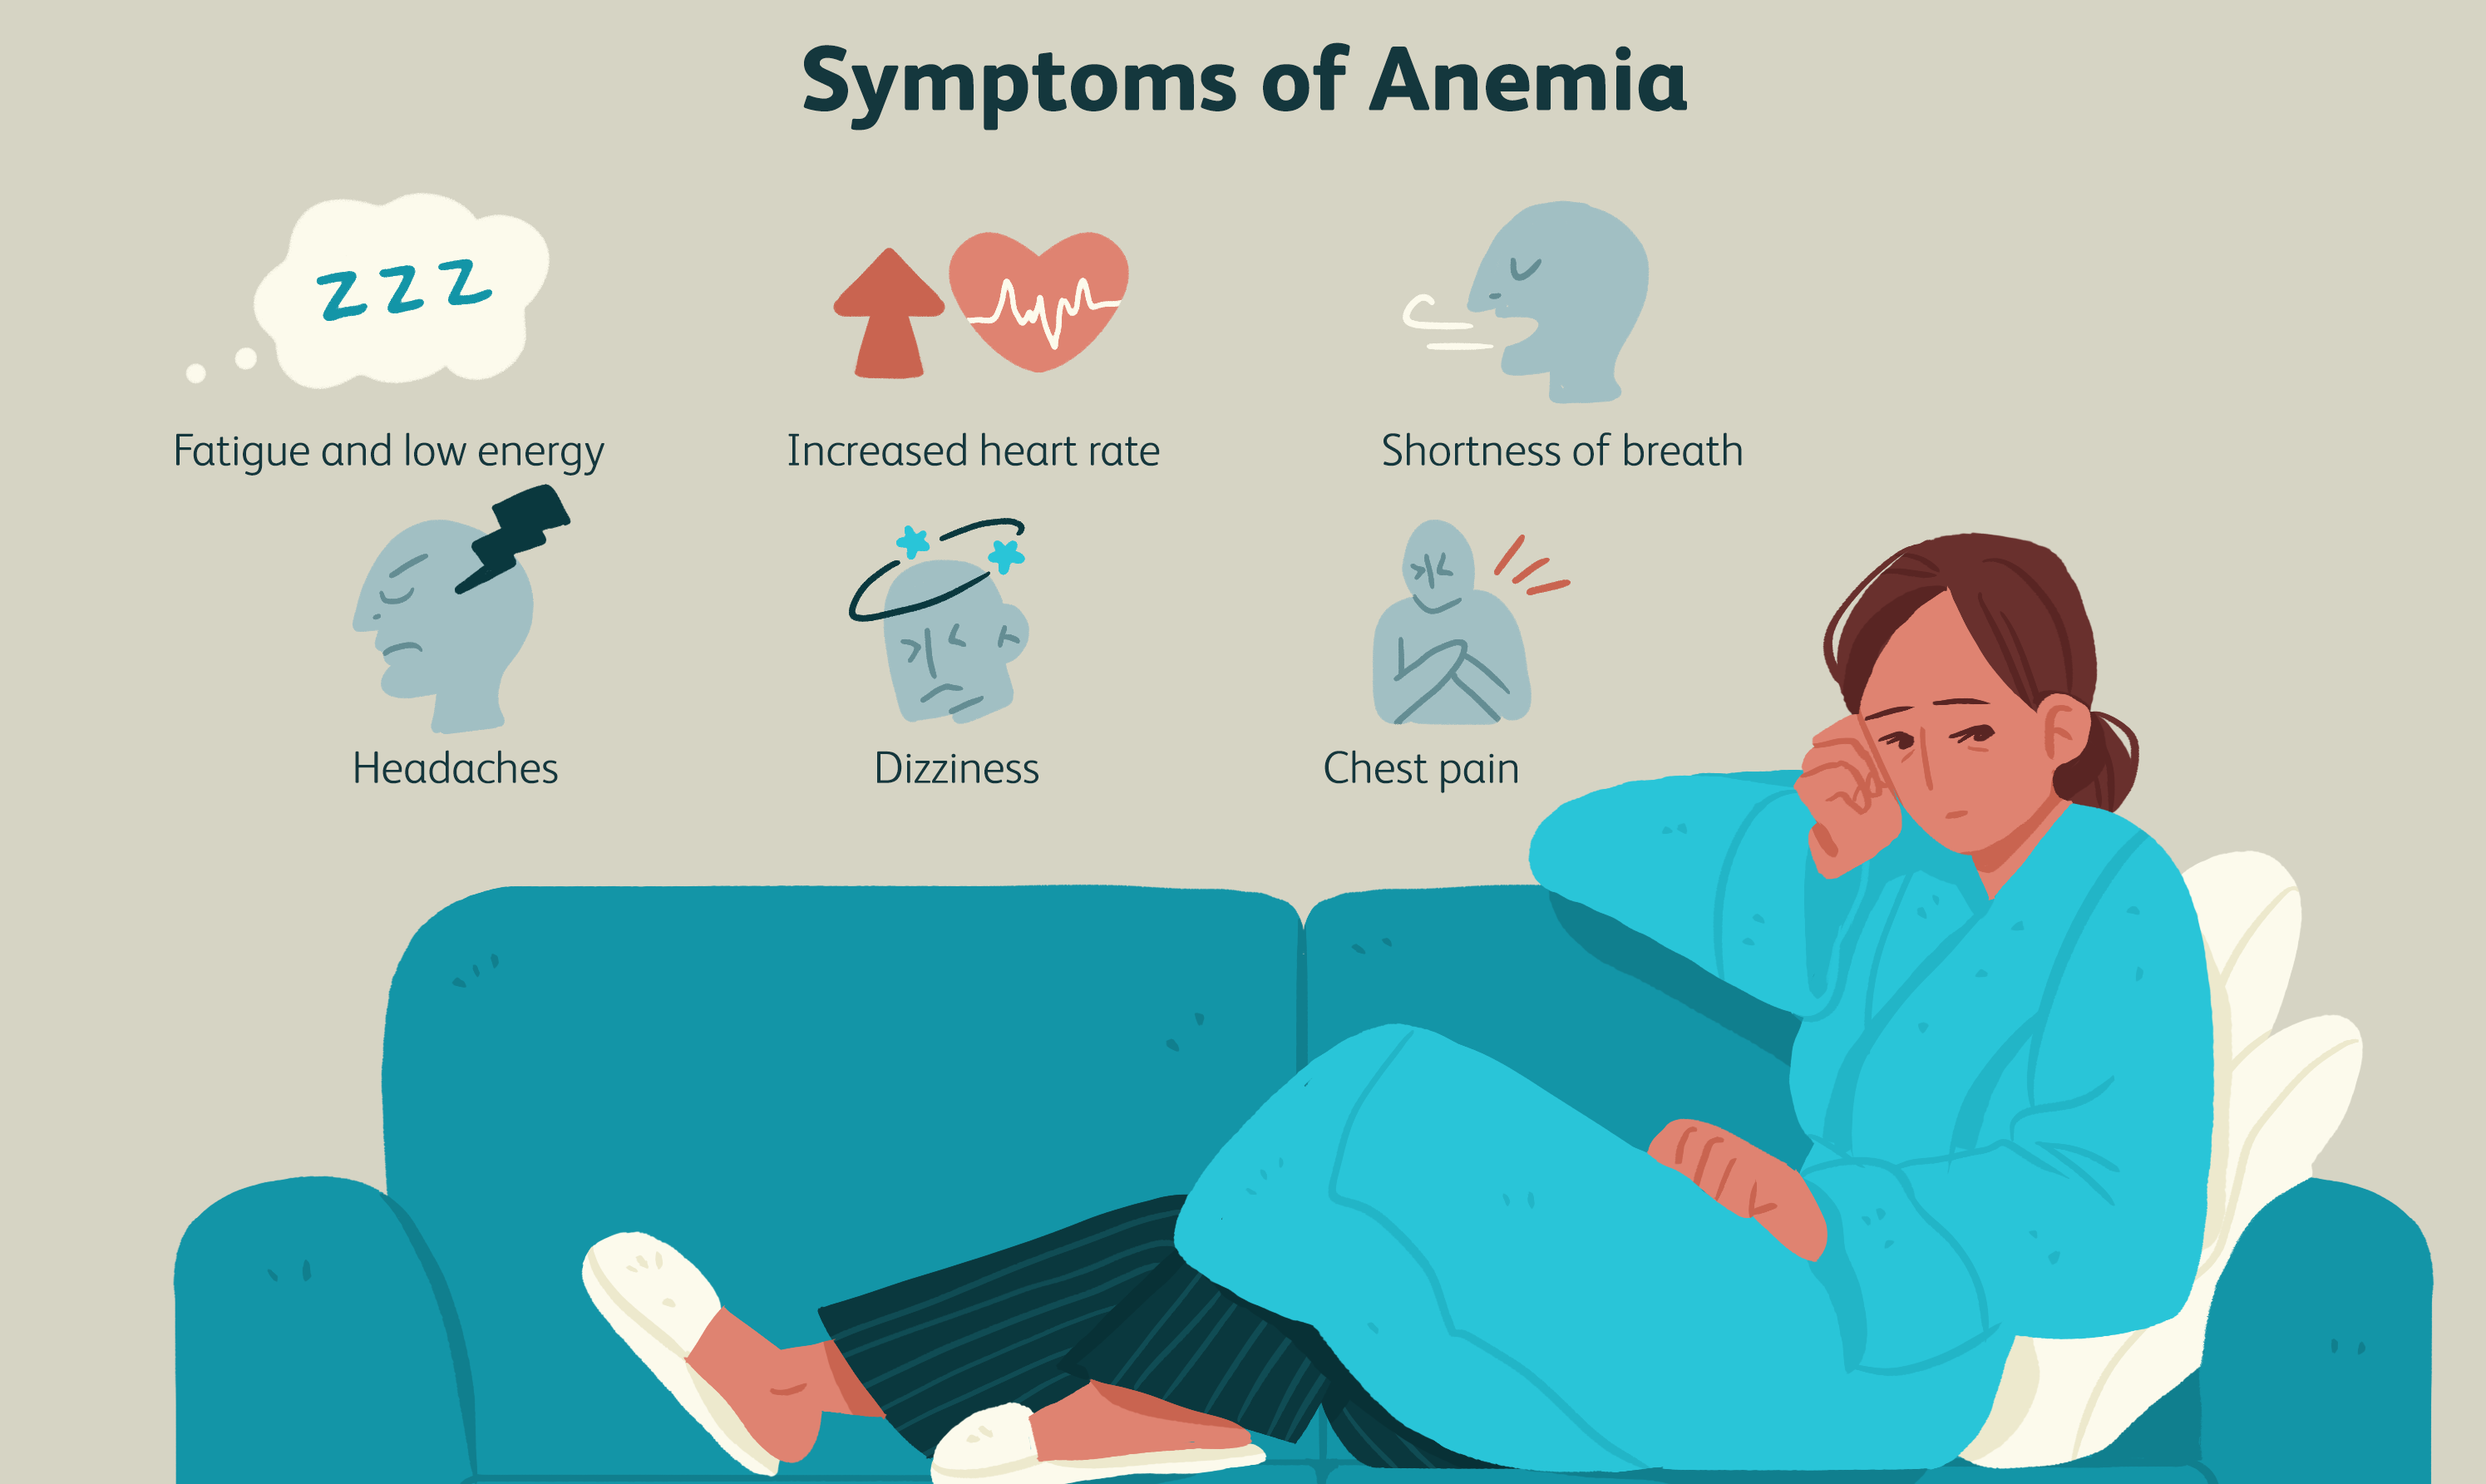 Symptoms of Anemia
z z z
Fatigue and low energy
Increased heart rate
Shortness of breath
Headaches
Dizziness
Chest pain